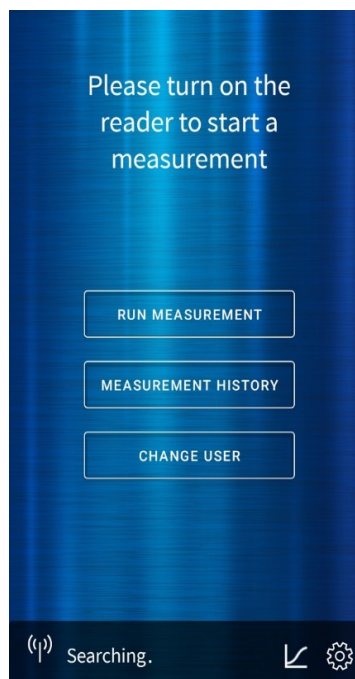 Please turn on the
reader to start a
measurement
RUN MEASUREMENT
MEASUREMENT HISTORY
CHANGE USER
Searching.